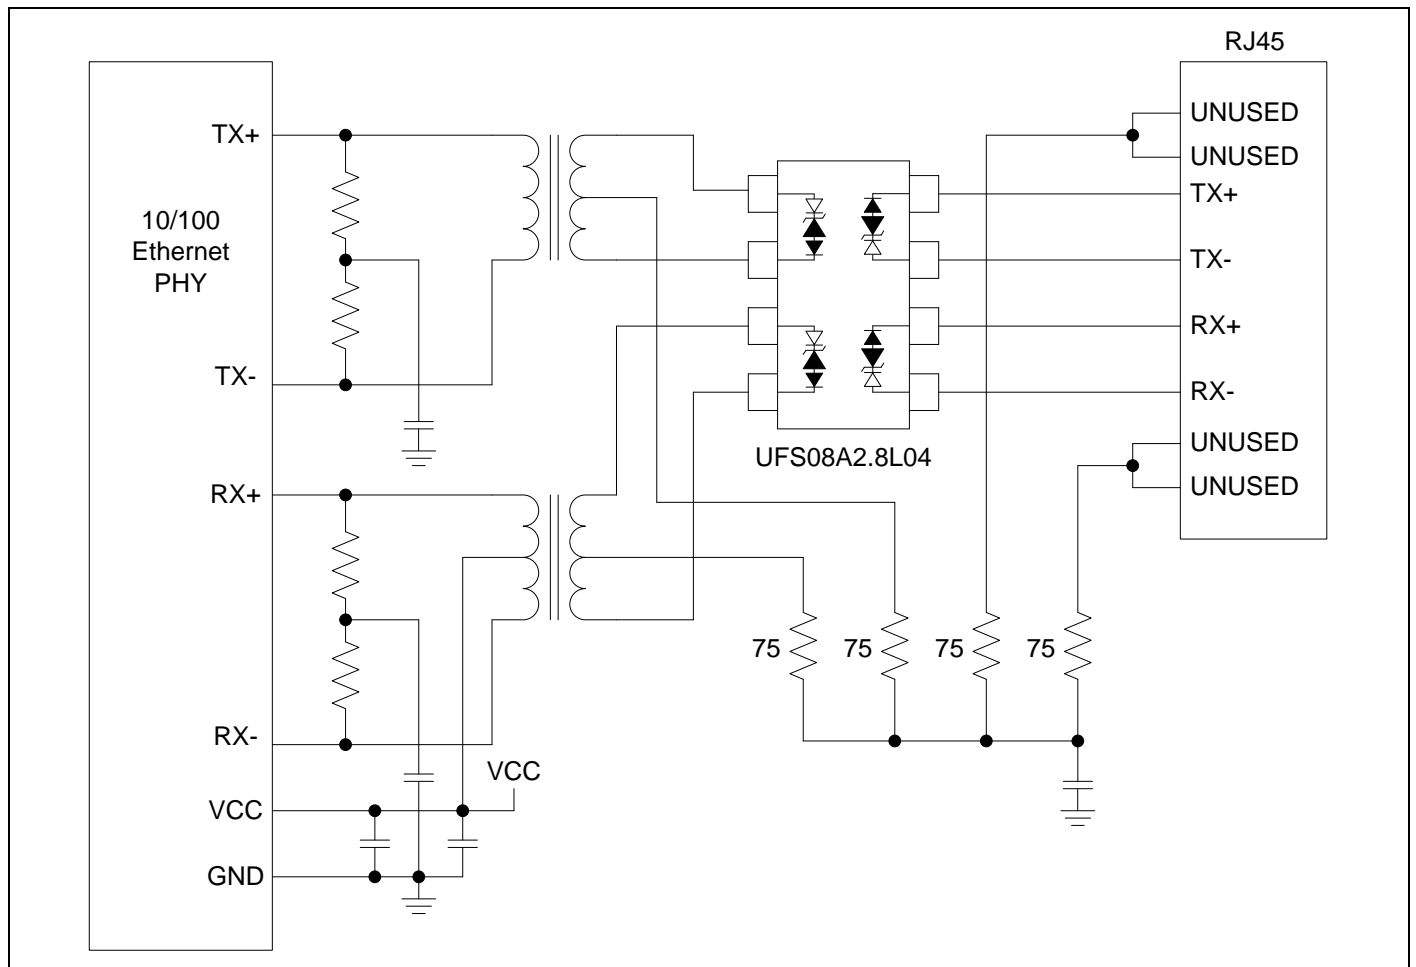 RJ45
TX+
10/100
Ethernet
PHY
TX-
RX+
RX-
VCC
VCC
GND
UFS08A2.8L04
UNUSED
UNUSED
TX+
TX-
RX+
RX-
UNUSED
UNUSED
75
75
75
75